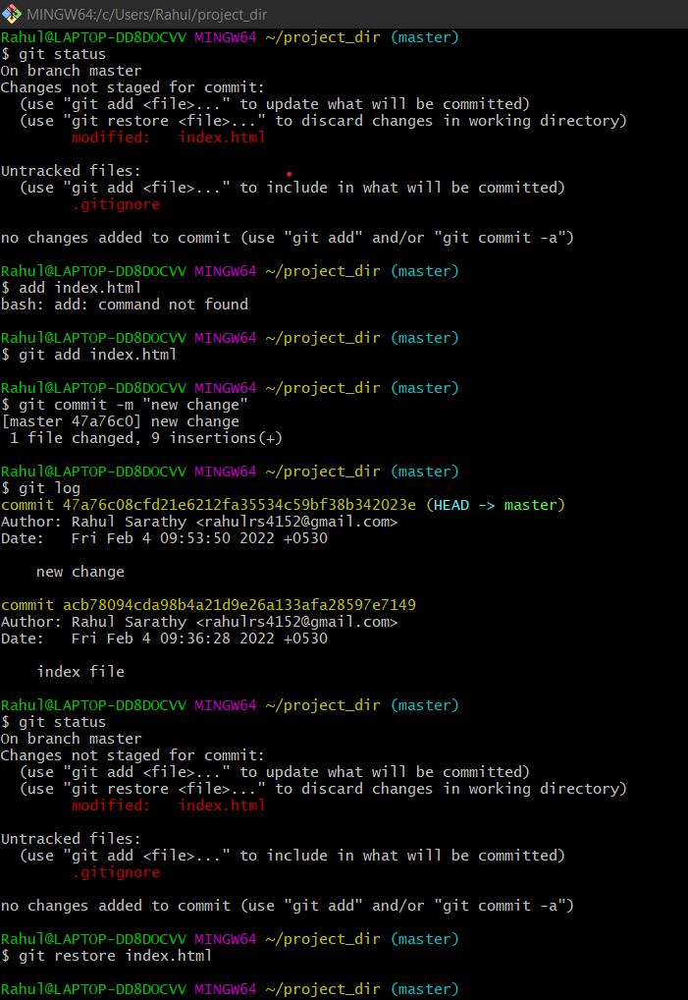 MINGW64:/c/Users/Rahul/project_dir
Rahul@LAPTOP-DD8DOCVV MINGW64 ~/project_dir (master)
$ git status
On branch master
Changes not staged for commit:
  (use "git add <file>..." to update what will be committed)
  (use "git restore <file>..." to discard changes in working directory)
        modified:   index.html

Untracked files:
  (use "git add <file>..." to include in what will be committed)
        .gitignore

no changes added to commit (use "git add" and/or "git commit -a")

Rahul@LAPTOP-DD8DOCVV MINGW64 ~/project_dir (master)
$ add index.html
bash: add: command not found

Rahul@LAPTOP-DD8DOCVV MINGW64 ~/project_dir (master)
$ git add index.html

Rahul@LAPTOP-DD8DOCVV MINGW64 ~/project_dir (master)
$ git commit -m "new change"
[master 47a76c0] new change
 1 file changed, 9 insertions(+)

Rahul@LAPTOP-DD8DOCVV MINGW64 ~/project_dir (master)
$ git log
commit 47a76c08cfd21e6212fa35534c59bf38b342023e (HEAD -> master)
Author: Rahul Sarathy <rahulrs4152@gmail.com>
Date:   Fri Feb 4 09:53:50 2022 +0530

    new change

commit acb78094cda98b4a21d9e26a133afa28597e7149
Author: Rahul Sarathy <rahulrs4152@gmail.com>
Date:   Fri Feb 4 09:36:28 2022 +0530

    index file

Rahul@LAPTOP-DD8DOCVV MINGW64 ~/project_dir (master)
$ git status
On branch master
Changes not staged for commit:
  (use "git add <file>..." to update what will be committed)
  (use "git restore <file>..." to discard changes in working directory)
        modified:   index.html

Untracked files:
  (use "git add <file>..." to include in what will be committed)
        .gitignore

no changes added to commit (use "git add" and/or "git commit -a")

Rahul@LAPTOP-DD8DOCVV MINGW64 ~/project_dir (master)
$ git restore index.html

Rahul@LAPTOP-DD8DOCVV MINGW64 ~/project_dir (master)